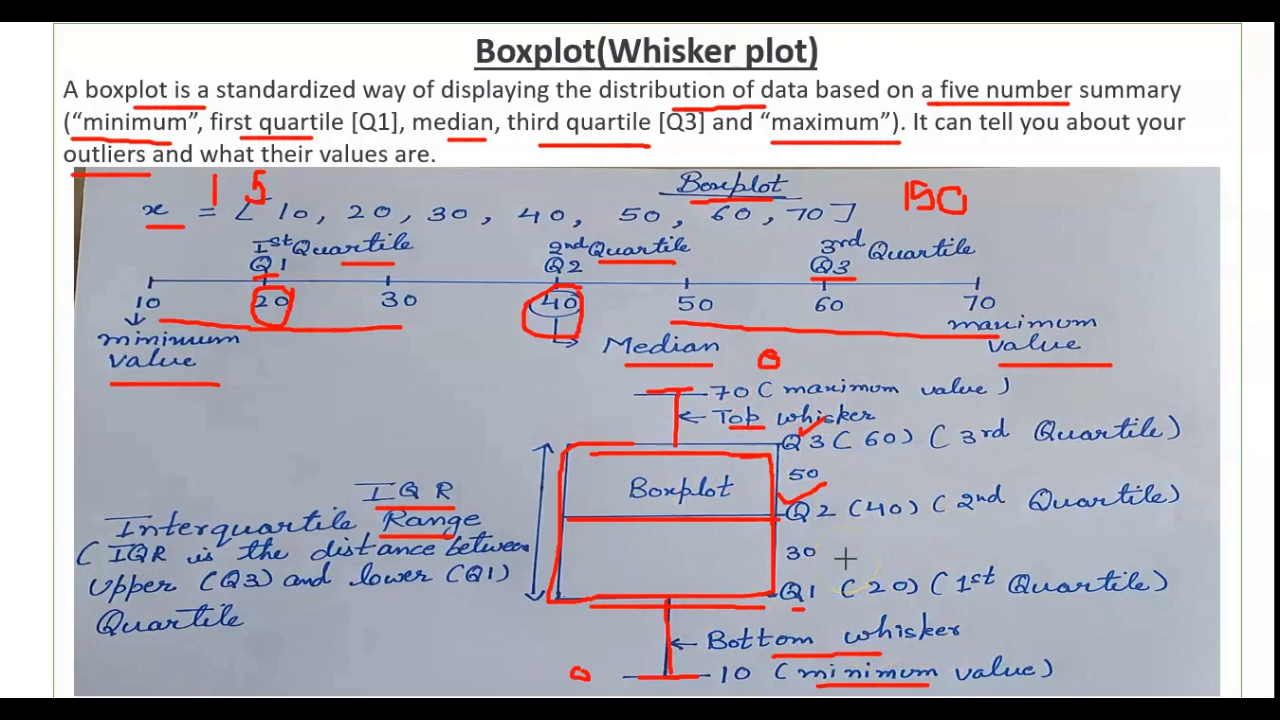 Boxplot(Whisker plot)
A boxplot is a standardized way of displaying the distribution of data based on a five number summary
(“minimum”, first quartile [Q1], median, third quartile [Q3] and “maximum”). It can tell you about your
outliers and what their values are.
Boxplot
1 5 150
x = [ 10, 20, 30, 40, 50, 60, 70]
1st Quartile 2nd Quartile 3rd Quartile
Q1 Q2 Q3
10 20 30 40 50 60 70
minimum value
Median
maximum value
70 ( maximum value )
← Top whisker
Q3 ( 60) ( 3rd Quartile)
50
Boxplot
Q2 (40) ( 2nd Quartile)
30
Q1 ( 20) ( 1st Quartile)
← Bottom whisker
10 ( minimum value)
IQR
Interquartile Range
( IQR is the distance between
Upper (Q3) and lower (Q1)
Quartile